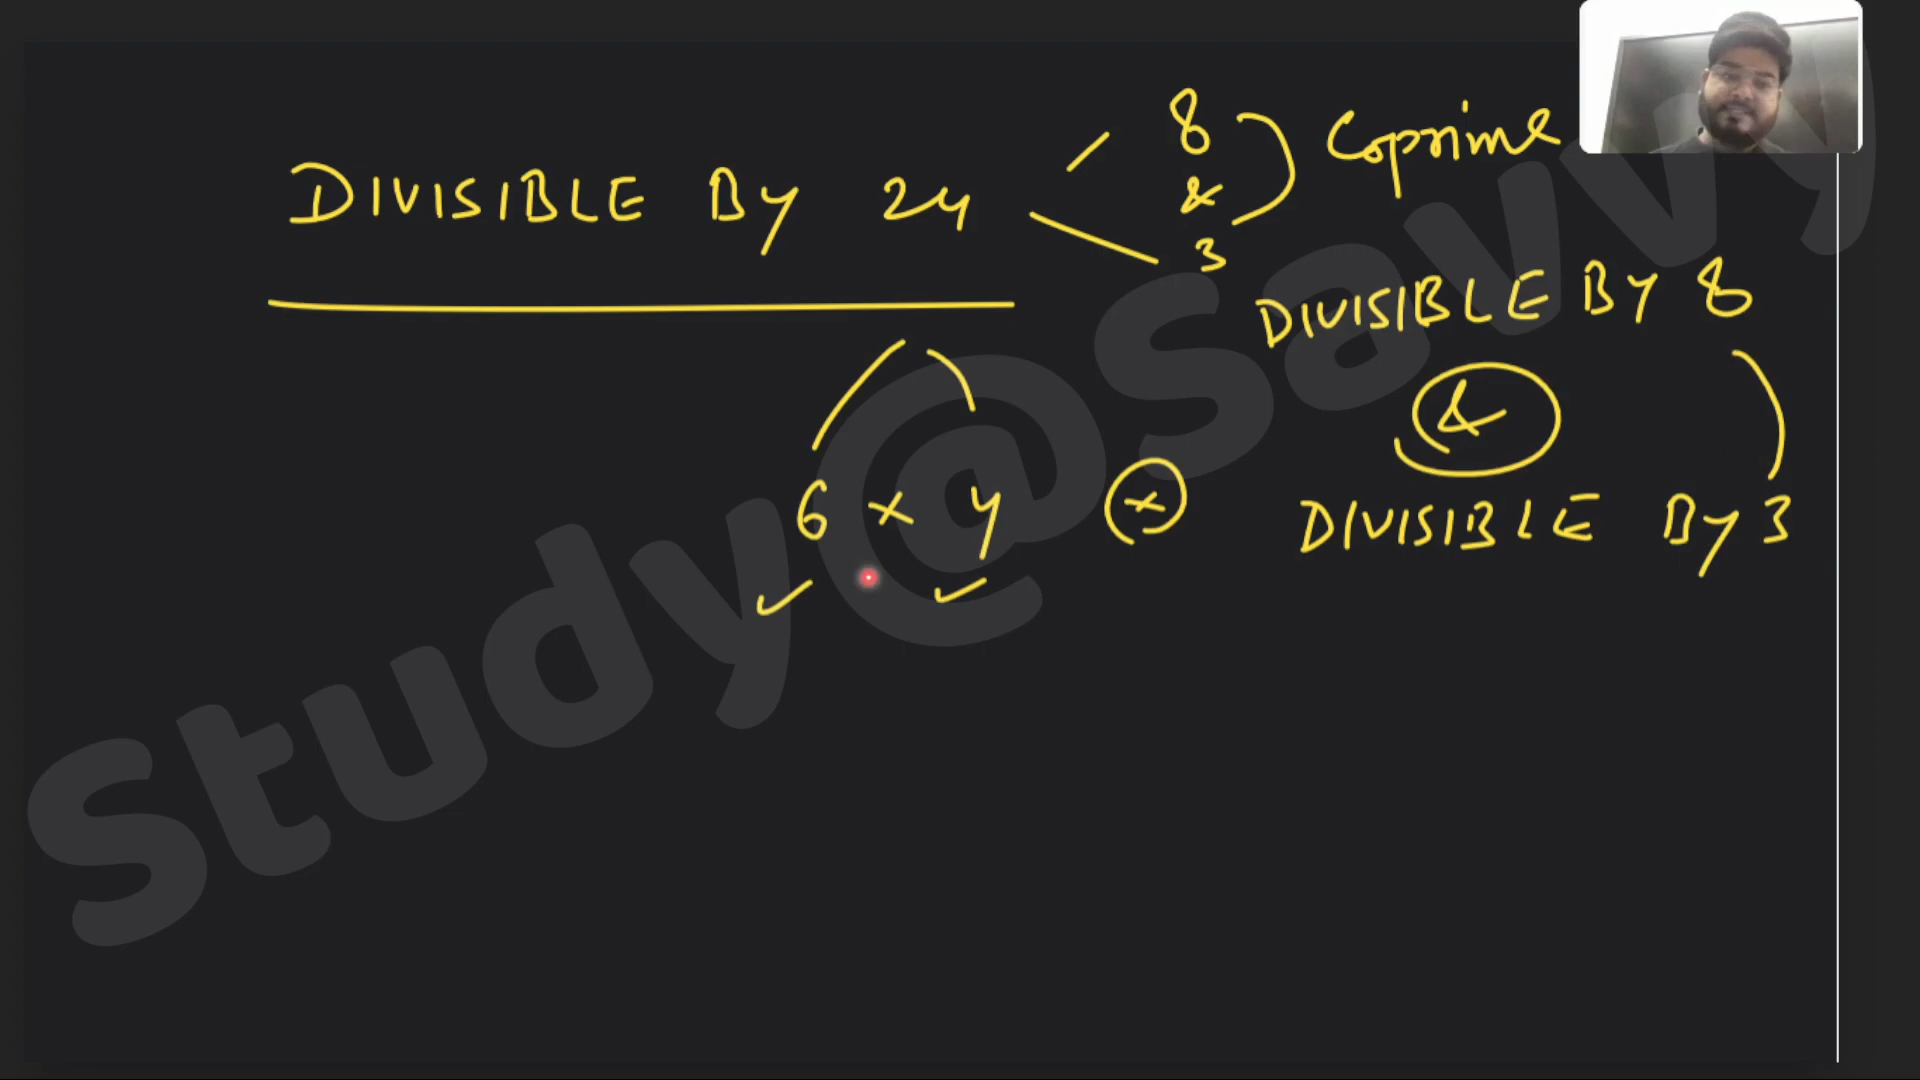 DIVISIBLE BY 24
8
&
3
Coprime
DIVISIBLE BY 8
&
DIVISIBLE BY 3
6 × 4 ×
Study@Savvy